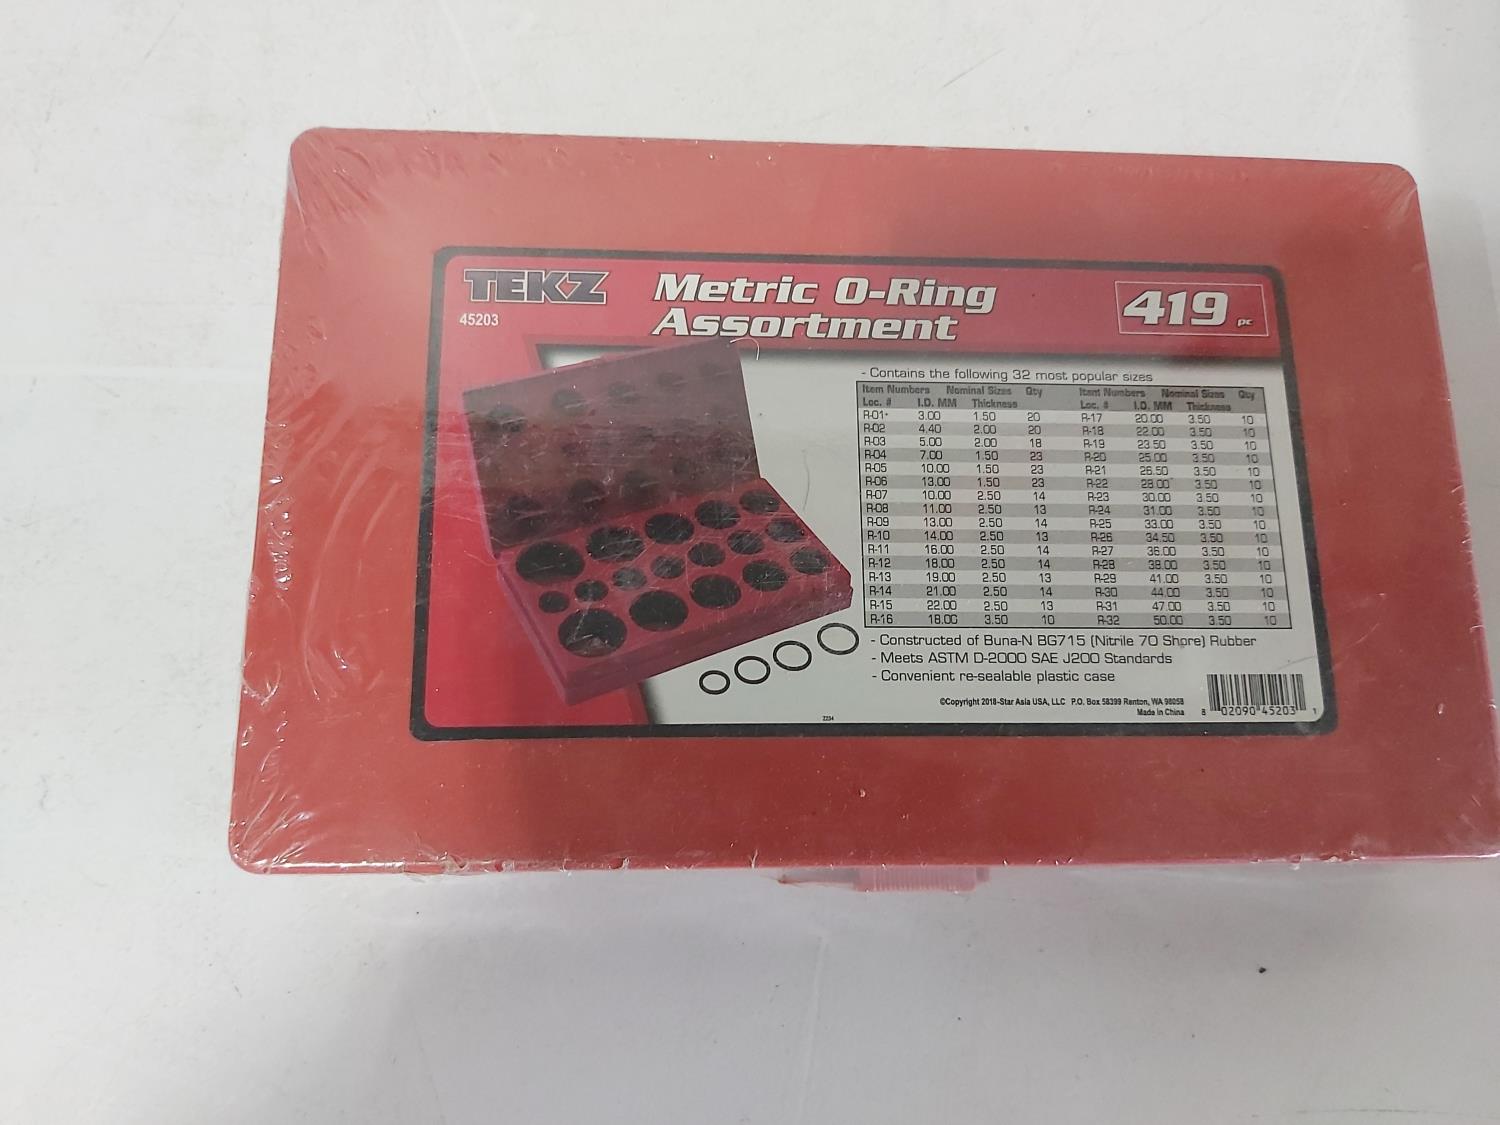 TEKZ
45203
Metric O-Ring
Assortment
419 pc
- Contains the following 32 most popular sizes
Item Numbers Nominal Sizes Qty Item Numbers Nominal Sizes Qty
Loc. # I.D. MM Thickness Loc. # I.D. MM Thickness
R-01* 3.00 1.50 20 R-17 20.00 3.50 10
R-02 4.40 2.00 20 R-18 22.00 3.50 10
R-03 5.00 2.00 18 R-19 23.50 3.50 10
R-04 7.00 1.50 23 R-20 25.00 3.50 10
R-05 10.00 1.50 23 R-21 26.50 3.50 10
R-06 13.00 1.50 23 R-22 28.00 3.50 10
R-07 10.00 2.50 14 R-23 30.00 3.50 10
R-08 11.00 2.50 13 R-24 31.00 3.50 10
R-09 13.00 2.50 14 R-25 33.00 3.50 10
R-10 14.00 2.50 13 R-26 34.50 3.50 10
R-11 16.00 2.50 14 R-27 36.00 3.50 10
R-12 18.00 2.50 14 R-28 38.00 3.50 10
R-13 19.00 2.50 13 R-29 41.00 3.50 10
R-14 21.00 2.50 14 R-30 44.00 3.50 10
R-15 22.00 2.50 13 R-31 47.00 3.50 10
R-16 18.00 3.50 10 R-32 50.00 3.50 10
- Constructed of Buna-N BG715 (Nitrile 70 Shore) Rubber
- Meets ASTM D-2000 SAE J200 Standards
- Convenient re-sealable plastic case
©Copyright 2018-Star Asia USA, LLC P.O. Box 58399 Renton, WA 98058
Made in China
8 02090 45203 1
2234